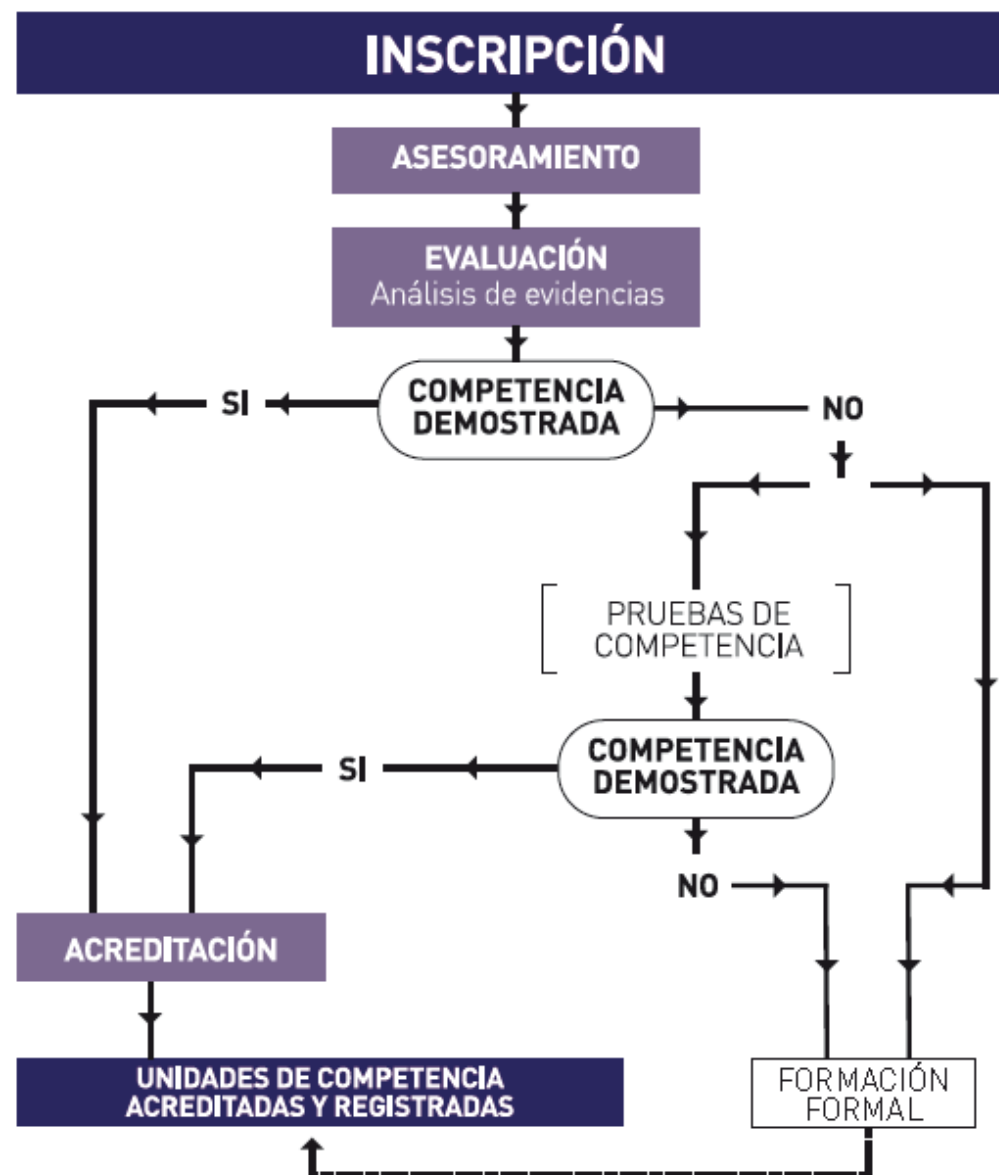 INSCRIPCIÓN
ASESORAMIENTO
EVALUACIÓN
Análisis de evidencias
COMPETENCIA
DEMOSTRADA
SI
NO
PRUEBAS DE
COMPETENCIA
COMPETENCIA
DEMOSTRADA
SI
NO
ACREDITACIÓN
UNIDADES DE COMPETENCIA
ACREDITADAS Y REGISTRADAS
FORMACIÓN
FORMAL